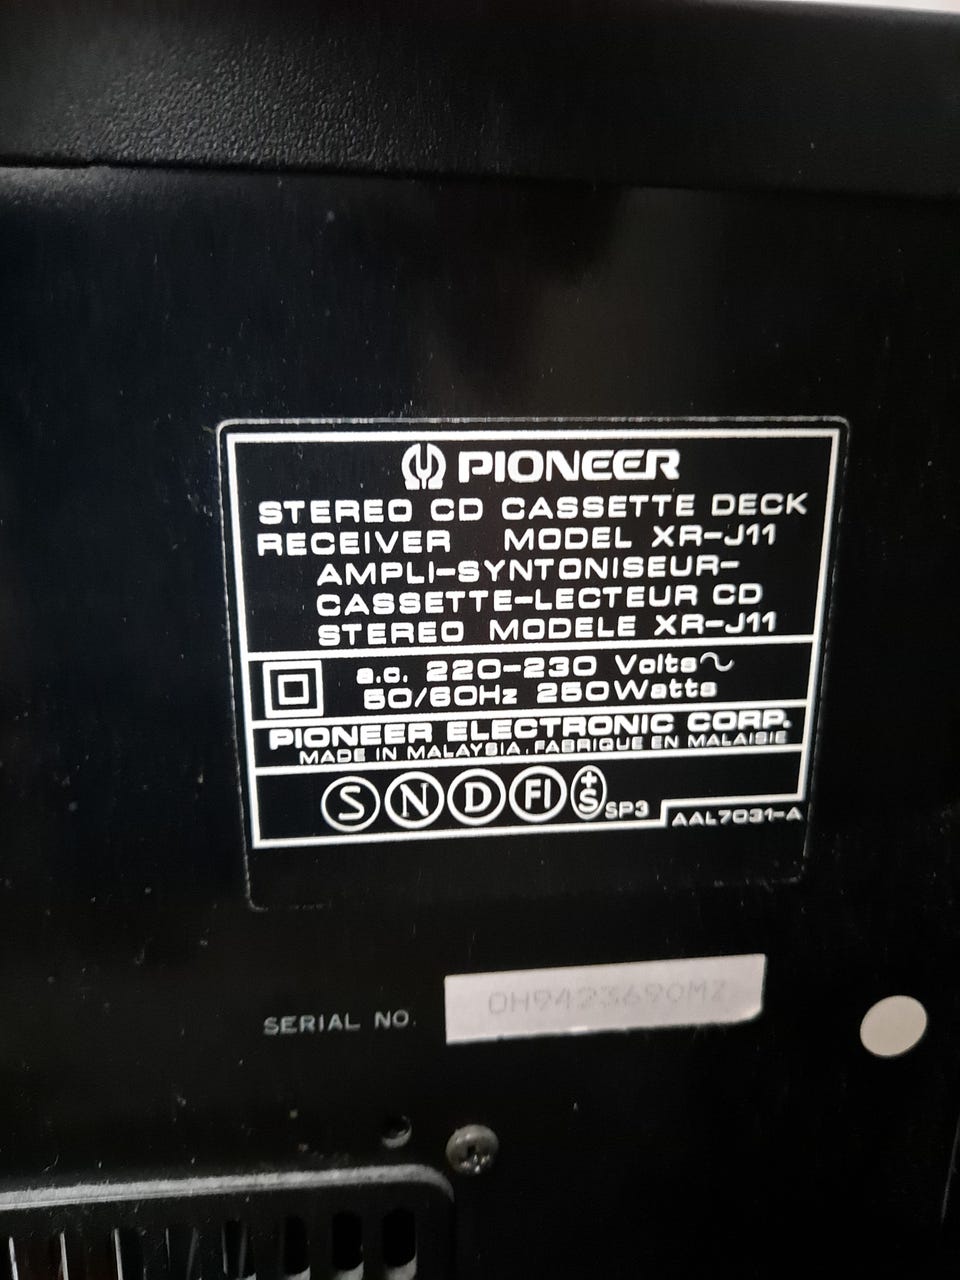 PIONEER
STEREO CD CASSETTE DECK
RECEIVER MODEL XR-J11
AMPLI-SYNTONISEUR-
CASSETTE-LECTEUR CD
STEREO MODELE XR-J11
a.c. 220-230 Volts~
50/60Hz 250Watts
PIONEER ELECTRONIC CORP.
MADE IN MALAYSIA, FABRIQUE EN MALAISIE
S N D FI +S SP3 AAL7031-A
SERIAL NO. OH9423690MZ